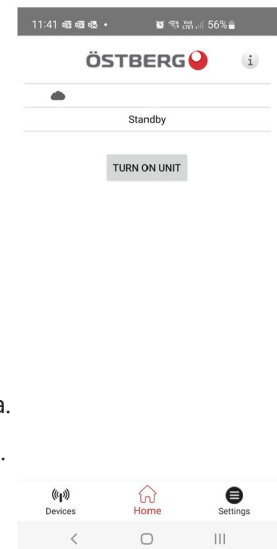 11:41
56%
ÖSTBERG
i
Standby
TURN ON UNIT
a.
.
Devices Home Settings